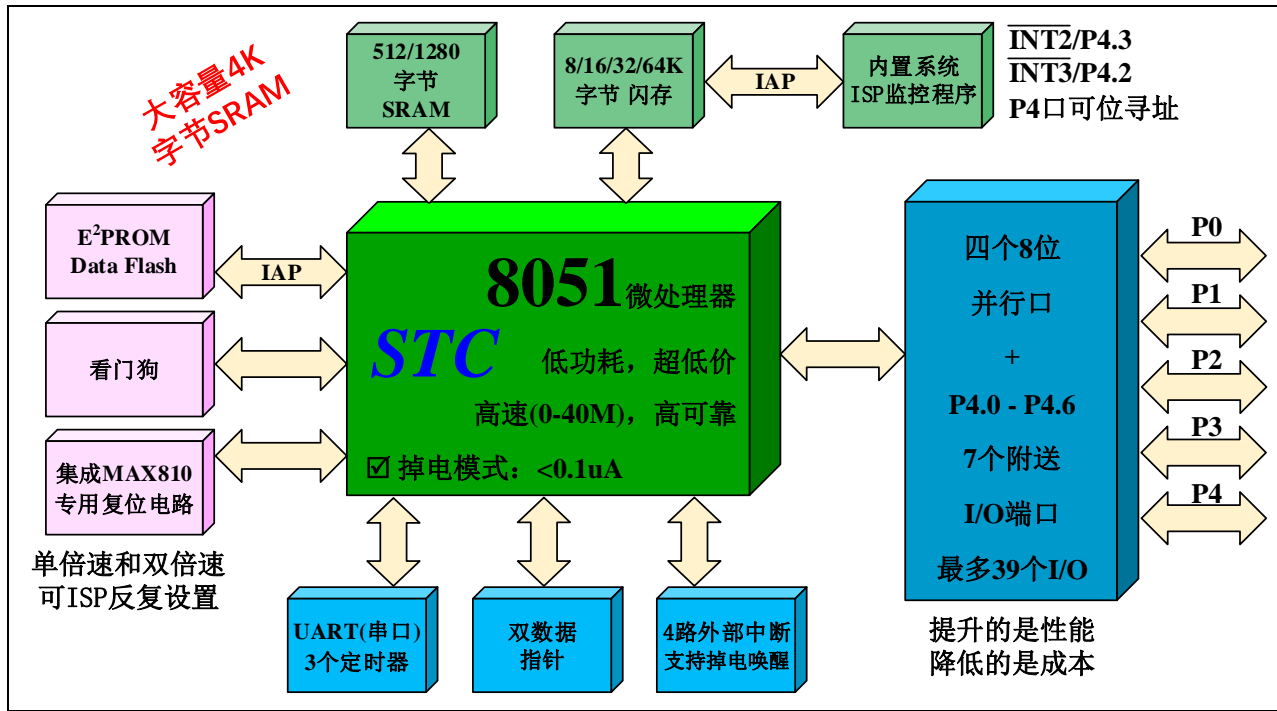 大容量4K
字节SRAM
512/1280
字节
SRAM
8/16/32/64K
字节 闪存
IAP
内置系统
ISP监控程序
INT2/P4.3
INT3/P4.2
P4口可位寻址
E²PROM
Data Flash
IAP
看门狗
集成MAX810
专用复位电路
单倍速和双倍速
可ISP反复设置
8051微处理器
STC
低功耗，超低价
高速(0-40M)，高可靠
☑ 掉电模式：<0.1uA
四个8位
并行口
+
P4.0 - P4.6
7个附送
I/O端口
最多39个I/O
P0
P1
P2
P3
P4
UART(串口)
3个定时器
双数据
指针
4路外部中断
支持掉电唤醒
提升的是性能
降低的是成本